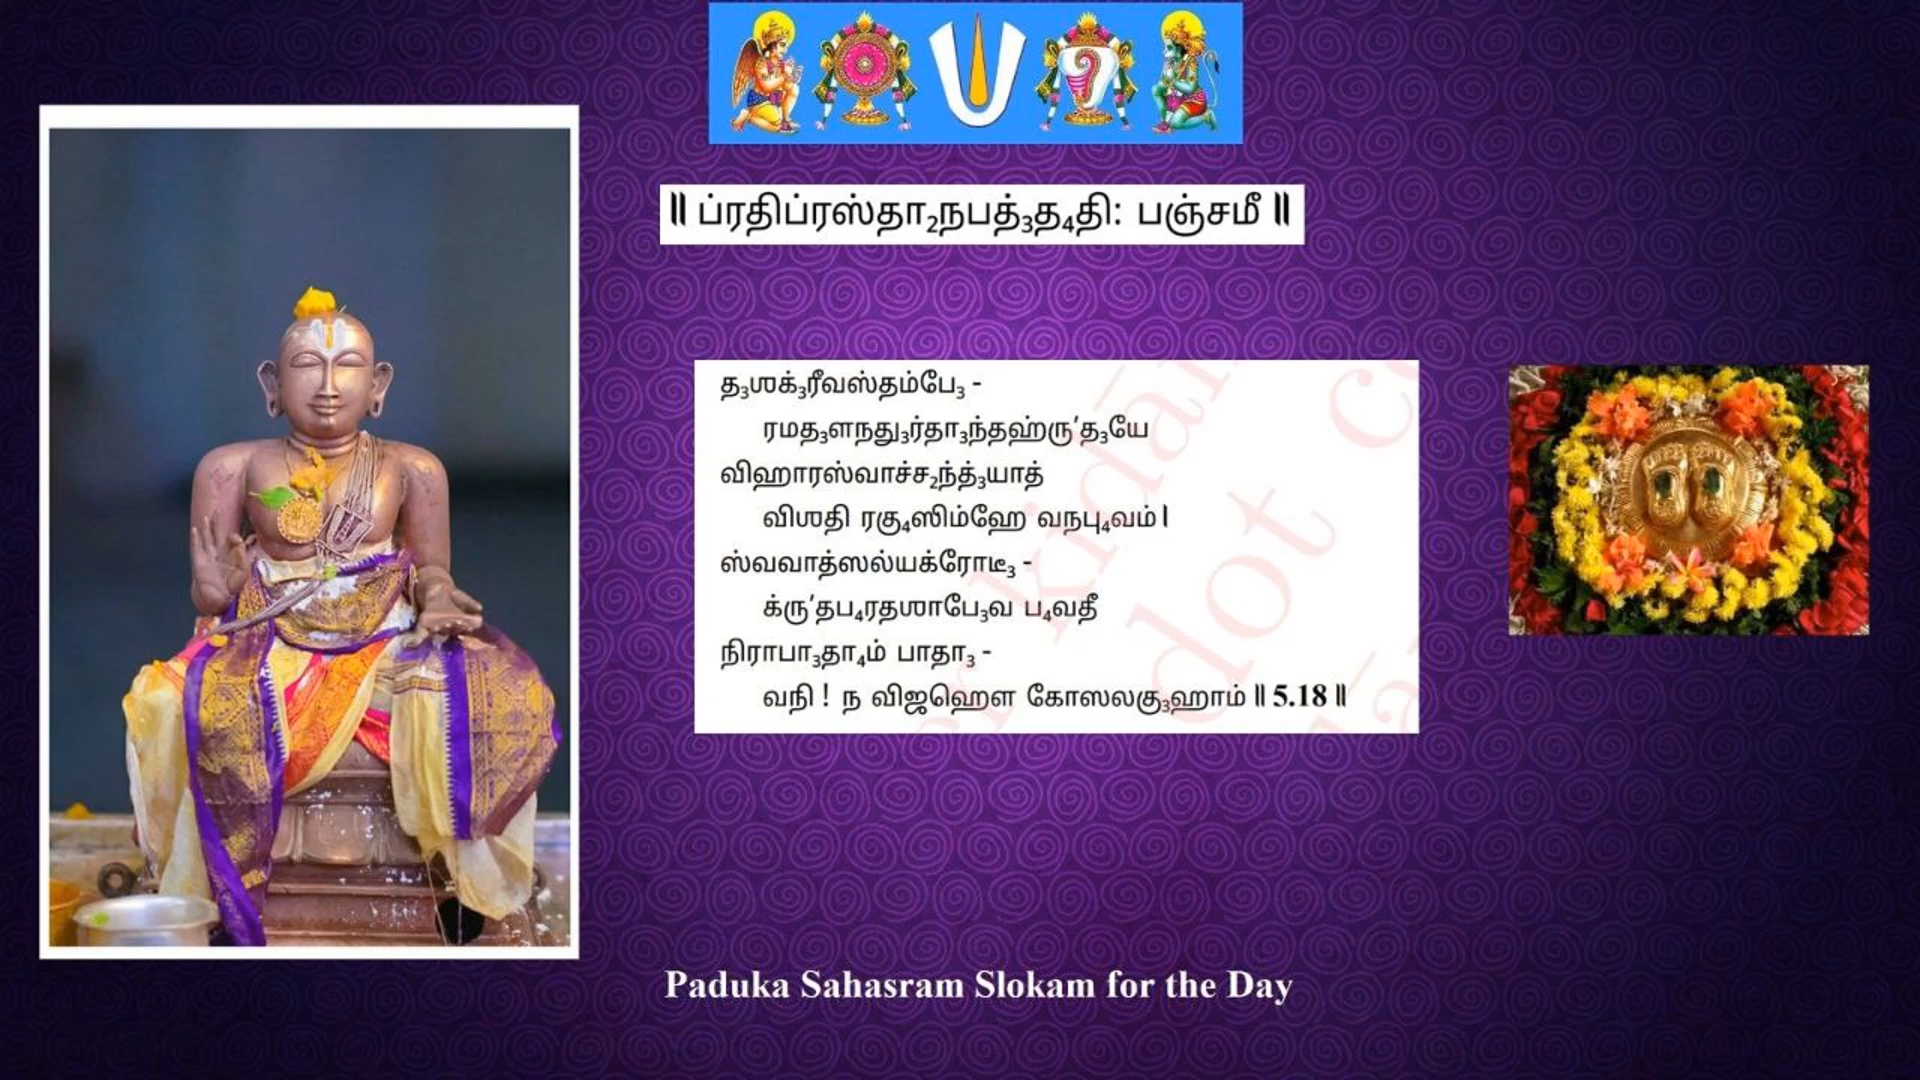 ॥ ப்ரதிப்ரஸ்தா₂நபத்₃த₄தி: பஞ்சமீ ॥
த₃ஶக்₃ரீவஸ்தம்பே₃ -
ரமத₃ளநது₃ர்தா₃ந்தஹ்ரு’த₃யே
விஹாரஸ்வாச்ச₂ந்த்₃யாத்
விஶதி ரகு₄ஸிம்ஹே வநபு₄வம் ।
ஸ்வவாத்ஸல்யக்ரோடீ₃ -
க்ரு’தப₄ரதஶாபே₃வ ப₄வதீ
நிராபா₃தா₄ம் பாதா₃ -
வநி ! ந விஜஹௌ கோஸலகு₃ஹாம் ॥ 5.18 ॥
Paduka Sahasram Slokam for the Day